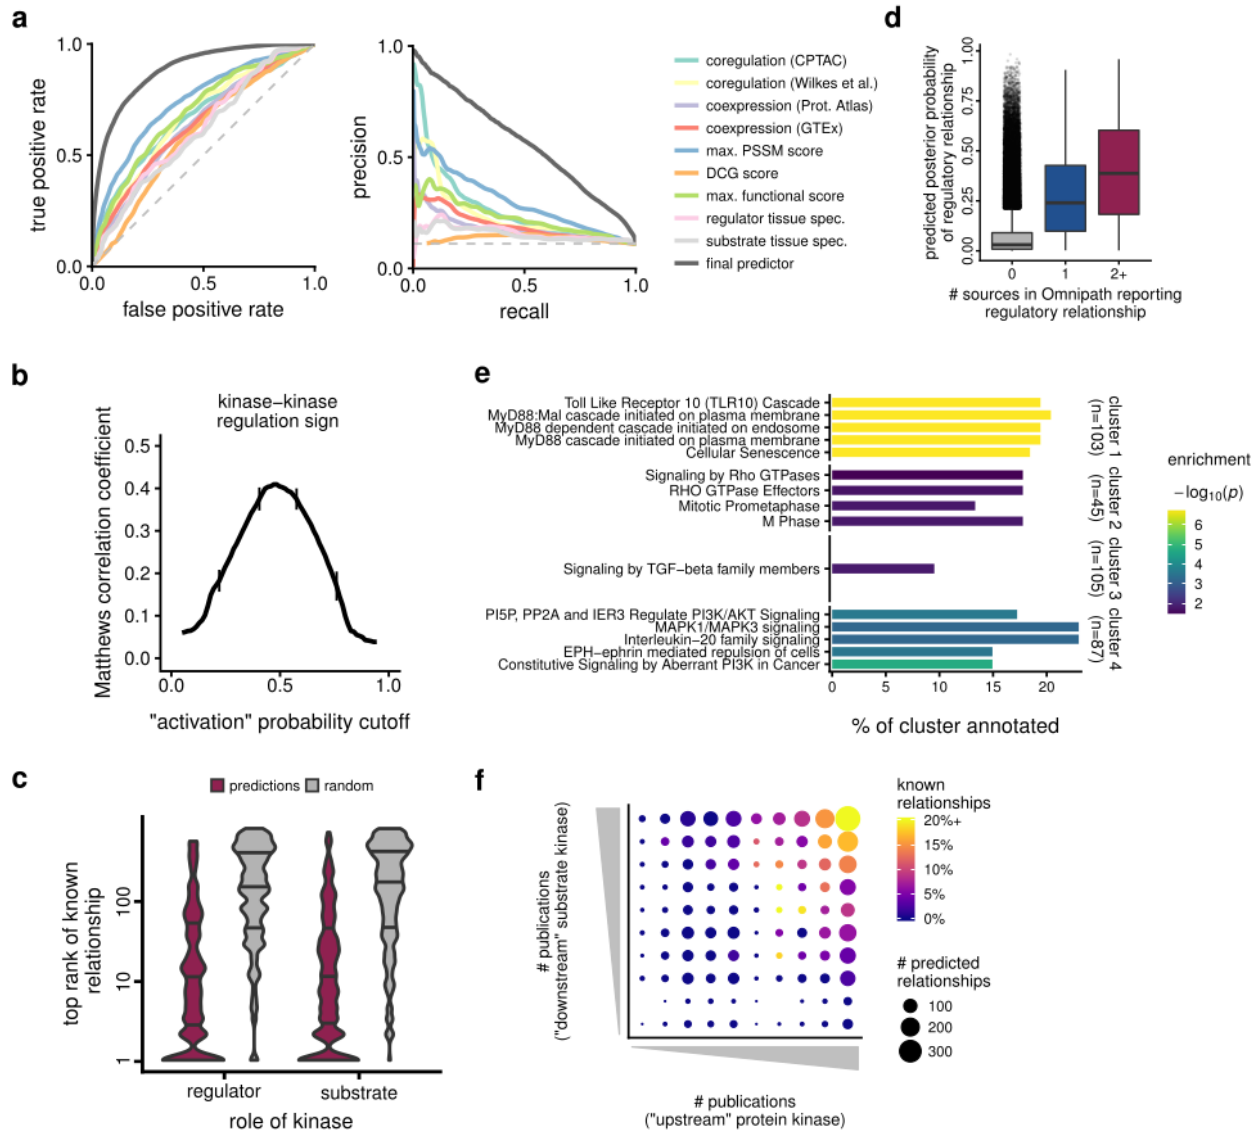 a
1.0
0.5
0.0
true positive rate
0.0
0.5
1.0
false positive rate
1.0
0.5
0.0
precision
0.0
0.5
1.0
recall
coregulation (CPTAC)
coregulation (Wilkes et al.)
coexpression (Prot. Atlas)
coexpression (GTEx)
max. PSSM score
DCG score
max. functional score
regulator tissue spec.
substrate tissue spec.
final predictor
d
predicted posterior probability
of regulatory relationship
1.00
0.75
0.50
0.25
0.00
0
1
2+
# sources in Omnipath reporting
regulatory relationship
b
kinase−kinase
regulation sign
Matthews correlation coefficient
0.5
0.4
0.3
0.2
0.1
0.0
0.0
0.5
1.0
"activation" probability cutoff
e
Toll Like Receptor 10 (TLR10) Cascade
MyD88:Mal cascade initiated on plasma membrane
MyD88 dependent cascade initiated on endosome
MyD88 cascade initiated on plasma membrane
Cellular Senescence
cluster 1
(n=103)
Signaling by Rho GTPases
RHO GTPase Effectors
Mitotic Prometaphase
M Phase
cluster 2
(n=45)
Signaling by TGF−beta family members
cluster 3
(n=105)
PI5P, PP2A and IER3 Regulate PI3K/AKT Signaling
MAPK1/MAPK3 signaling
Interleukin−20 family signaling
EPH−ephrin mediated repulsion of cells
Constitutive Signaling by Aberrant PI3K in Cancer
cluster 4
(n=87)
0
5
10
15
20
% of cluster annotated
enrichment
−log10(p)
6
5
4
3
2
c
predictions
random
top rank of known
relationship
100
10
1
regulator
substrate
role of kinase
f
# publications
("downstream" substrate kinase)
# publications
("upstream" protein kinase)
known
relationships
20%+
15%
10%
5%
0%
# predicted
relationships
100
200
300